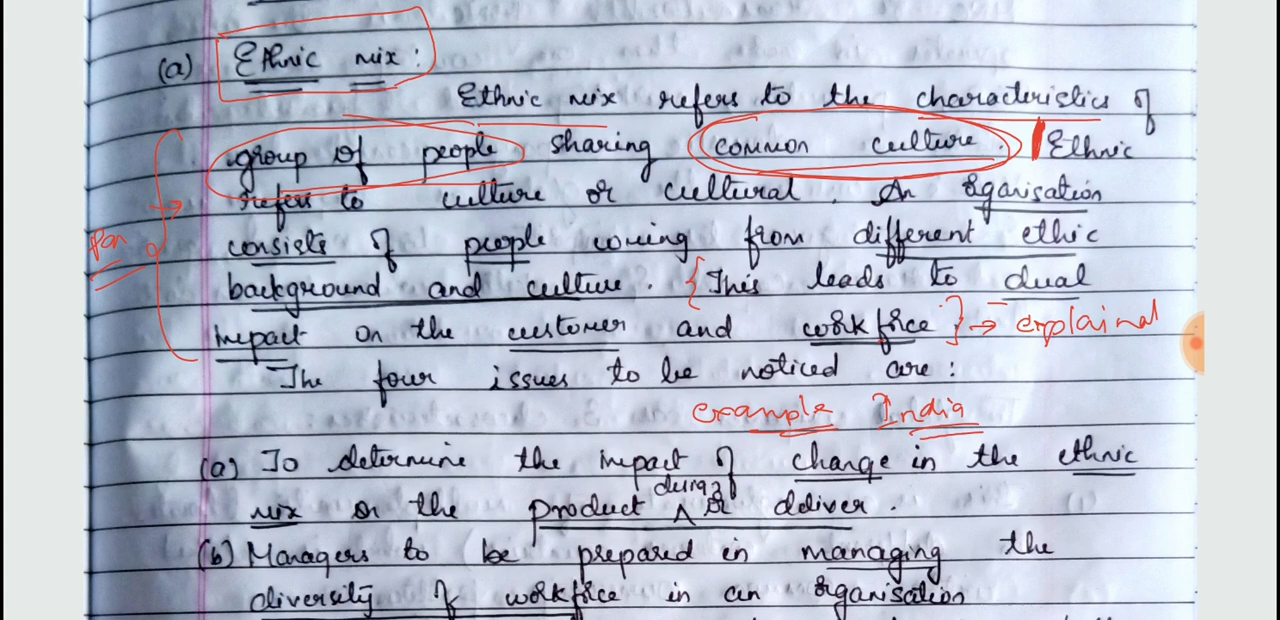 (a) Ethnic mix :
Ethnic mix refers to the characteristics of
group of people sharing common culture. Ethnic
refers to culture or cultural. An organisation
consists of people coming from different ethic
background and culture. {This leads to dual
impact on the customer and workforce} → explained
The four issues to be noticed are :
example India
(a) To determine the impact of change in the ethnic
mix on the product or deliver.
(b) Managers to be prepared in managing the
diversity of workforce in an organisation